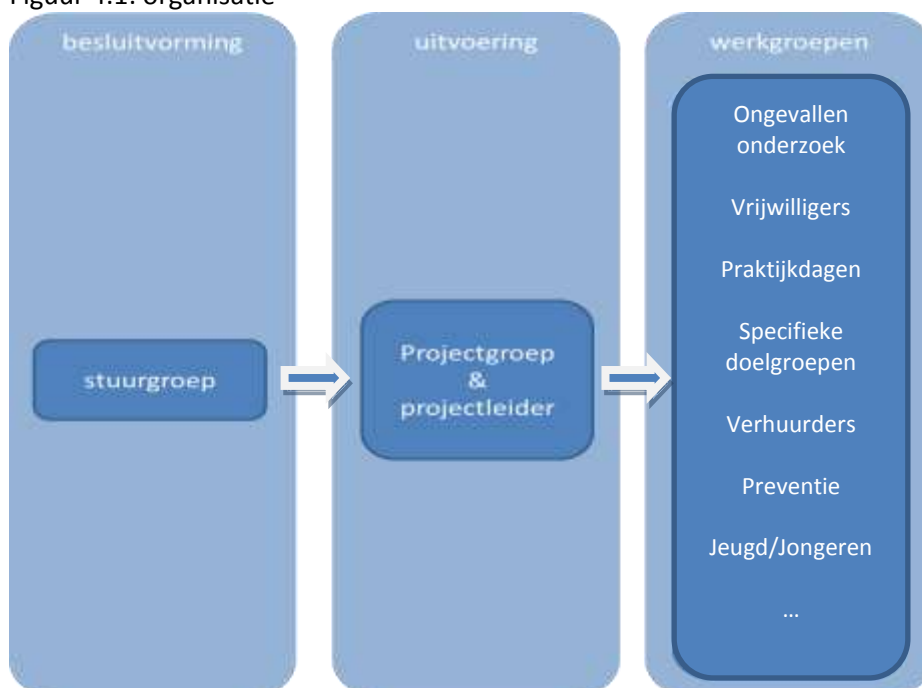 Figuur 4.1: organisatie
besluitvorming
stuurgroep
uitvoering
Projectgroep
&
projectleider
werkgroepen
Ongevallen
onderzoek
Vrijwilligers
Praktijkdagen
Specifieke
doelgroepen
Verhuurders
Preventie
Jeugd/Jongeren
...